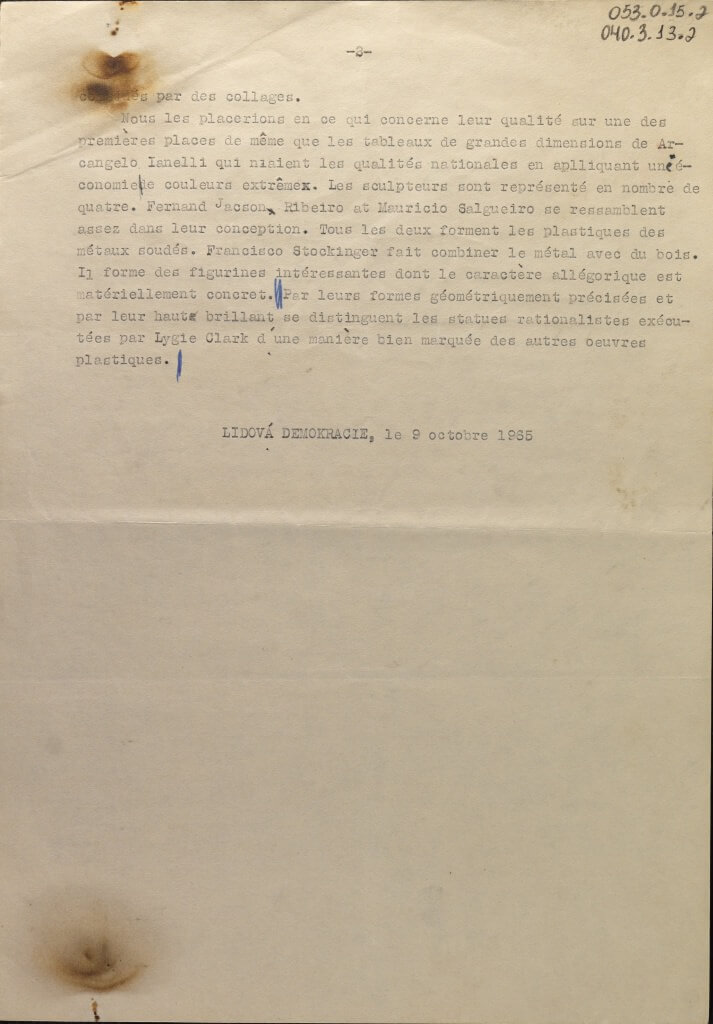 053.0.15.2
040.3.13.2
-3-
par des collages.
Nous les placerions en ce qui concerne leur qualité sur une des
premières places de même que les tableaux de grandes dimensions de Ar-
cangelo Ianelli qui niaient les qualités nationales en aplliquant une é-
conomie de couleurs extrêmex. Les sculpteurs sont représenté en nombre de
quatre. Fernand Jacson, Ribeiro at Mauricio Salgueiro se ressamblent
assez dans leur conception. Tous les deux forment les plastiques des
métaux soudés. Francisco Stockinger fait combiner le métal avec du bois.
Il forme des figurines intéressantes dont le caractère allégorique est
matériellement concret. Par leurs formes géométriquement précisées et
par leur haute brillant se distinguent les statues rationalistes exécu-
tées par Lygie Clark d'une manière bien marquée des autres oeuvres
plastiques.
LIDOVÁ DEMOKRACIE, le 9 octobre 1965